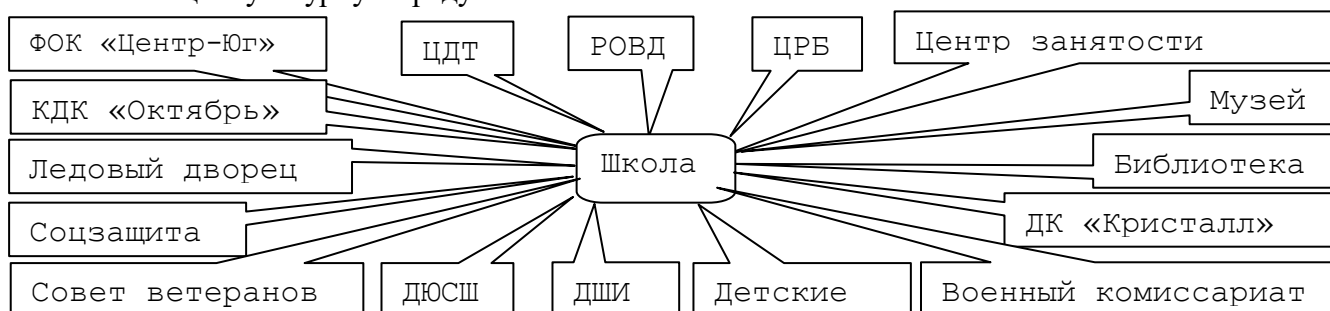 ФОК «Центр-Юг»
ЦДТ
РОВД
ЦРБ
Центр занятости
КДК «Октябрь»
Музей
Ледовый дворец
Школа
Библиотека
Соцзащита
ДК «Кристалл»
Совет ветеранов
ДЮСШ
ДШИ
Детские
Военный комиссариат